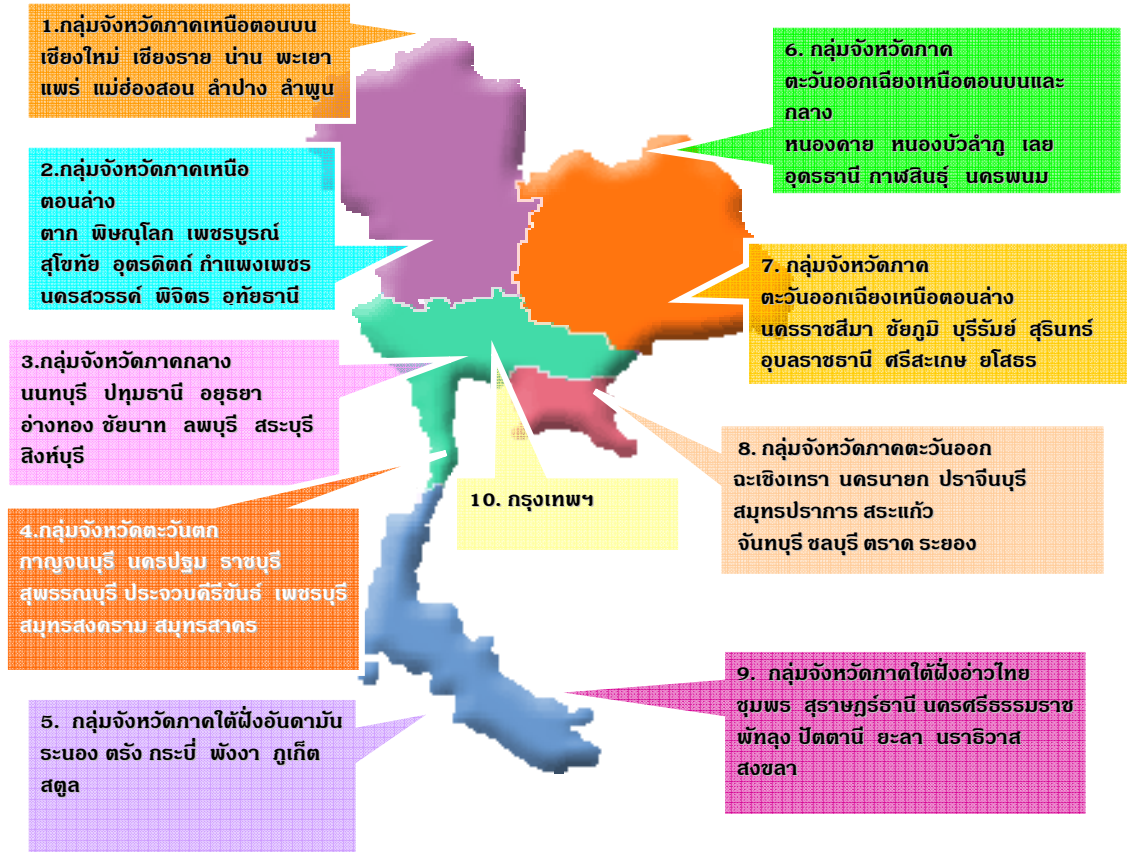 1.กลุ่มจังหวัดภาคเหนือตอนบน
เชียงใหม่ เชียงราย น่าน พะเยา
แพร่ แม่ฮ่องสอน ลำปาง ลำพูน
2.กลุ่มจังหวัดภาคเหนือ
ตอนล่าง
ตาก พิษณุโลก เพชรบูรณ์
สุโขทัย อุตรดิตถ์ กำแพงเพชร
นครสวรรค์ พิจิตร อุทัยธานี
3.กลุ่มจังหวัดภาคกลาง
นนทบุรี ปทุมธานี อยุธยา
อ่างทอง ชัยนาท ลพบุรี สระบุรี
สิงห์บุรี
4.กลุ่มจังหวัดตะวันตก
กาญจนบุรี นครปฐม ราชบุรี
สุพรรณบุรี ประจวบคีรีขันธ์ เพชรบุรี
สมุทรสงคราม สมุทรสาคร
5. กลุ่มจังหวัดภาคใต้ฝั่งอันดามัน
ระนอง ตรัง กระบี่ พังงา ภูเก็ต
สตูล
6. กลุ่มจังหวัดภาค
ตะวันออกเฉียงเหนือตอนบนและ
กลาง
หนองคาย หนองบัวลำภู เลย
อุดรธานี กาฬสินธุ์ นครพนม
7. กลุ่มจังหวัดภาค
ตะวันออกเฉียงเหนือตอนล่าง
นครราชสีมา ชัยภูมิ บุรีรัมย์ สุรินทร์
อุบลราชธานี ศรีสะเกษ ยโสธร
8. กลุ่มจังหวัดภาคตะวันออก
ฉะเชิงเทรา นครนายก ปราจีนบุรี
สมุทรปราการ สระแก้ว
จันทบุรี ชลบุรี ตราด ระยอง
9. กลุ่มจังหวัดภาคใต้ฝั่งอ่าวไทย
ชุมพร สุราษฎร์ธานี นครศรีธรรมราช
พัทลุง ปัตตานี ยะลา นราธิวาส
สงขลา
10. กรุงเทพฯ